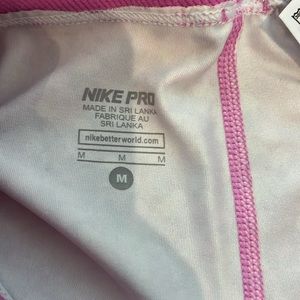 NIKE PRO
MADE IN SRI LANKA
FABRIQUE AU
SRI LANKA
nikebetterworld.com
M M M
M